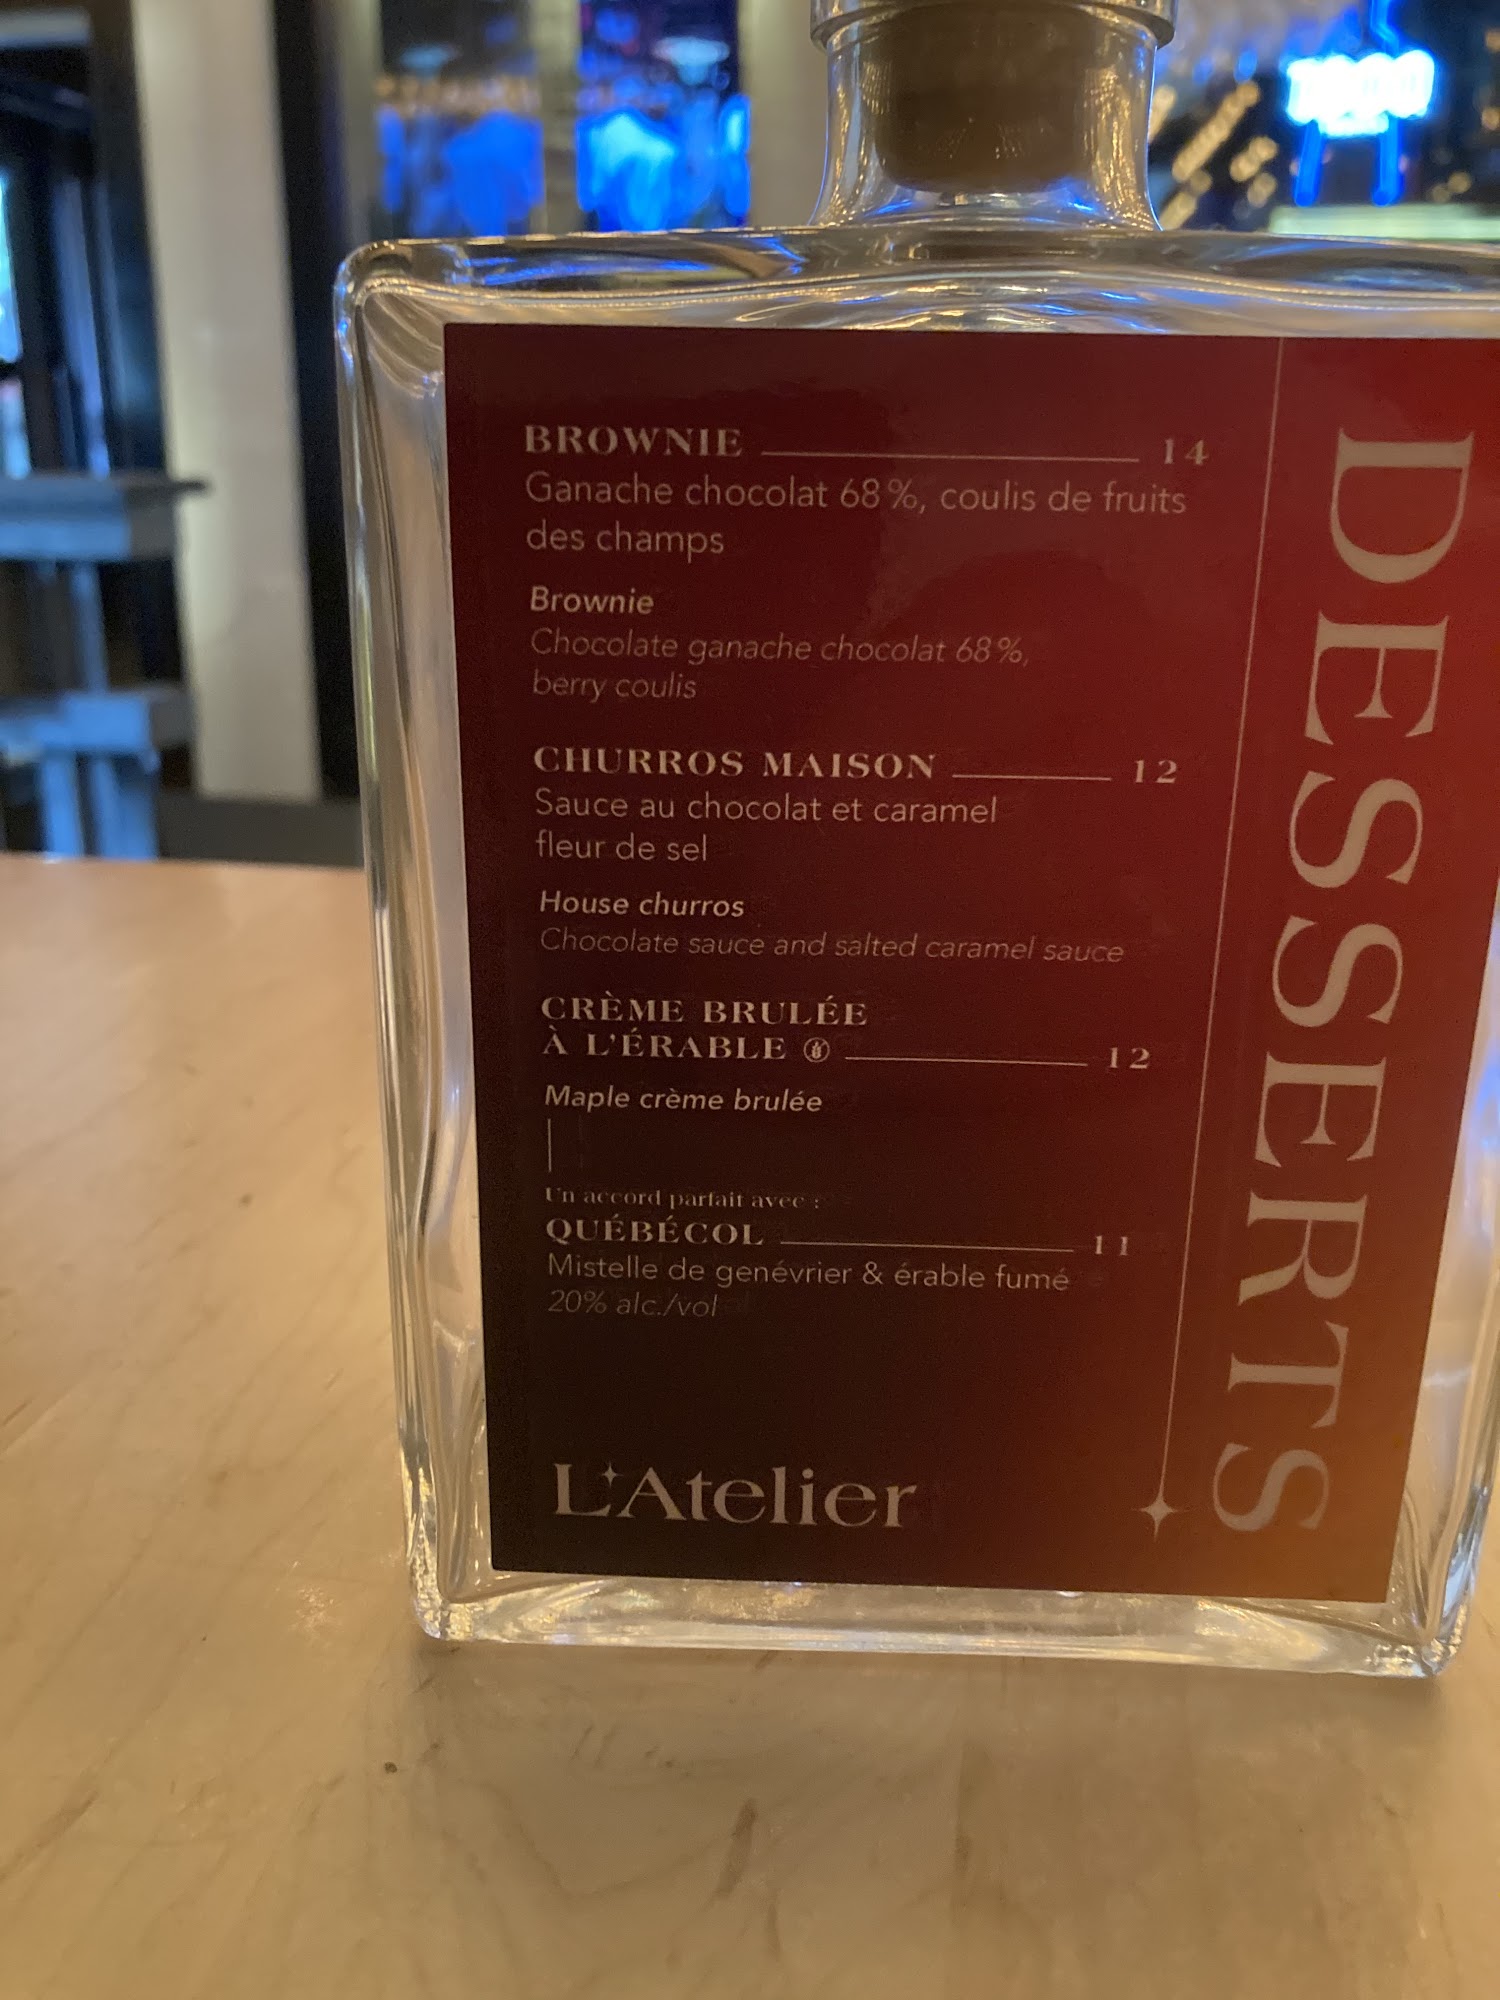 BROWNIE 14
Ganache chocolat 68%, coulis de fruits
des champs
Brownie
Chocolate ganache chocolat 68%,
berry coulis
CHURROS MAISON 12
Sauce au chocolat et caramel
fleur de sel
House churros
Chocolate sauce and salted caramel sauce
CRÈME BRULÉE
À L'ÉRABLE 12
Maple crème brulée
Un accord parfait avec :
QUÉBÉCOL 11
Mistelle de genévrier & érable fumé
20% alc./vol
L'Atelier
DESSERTS